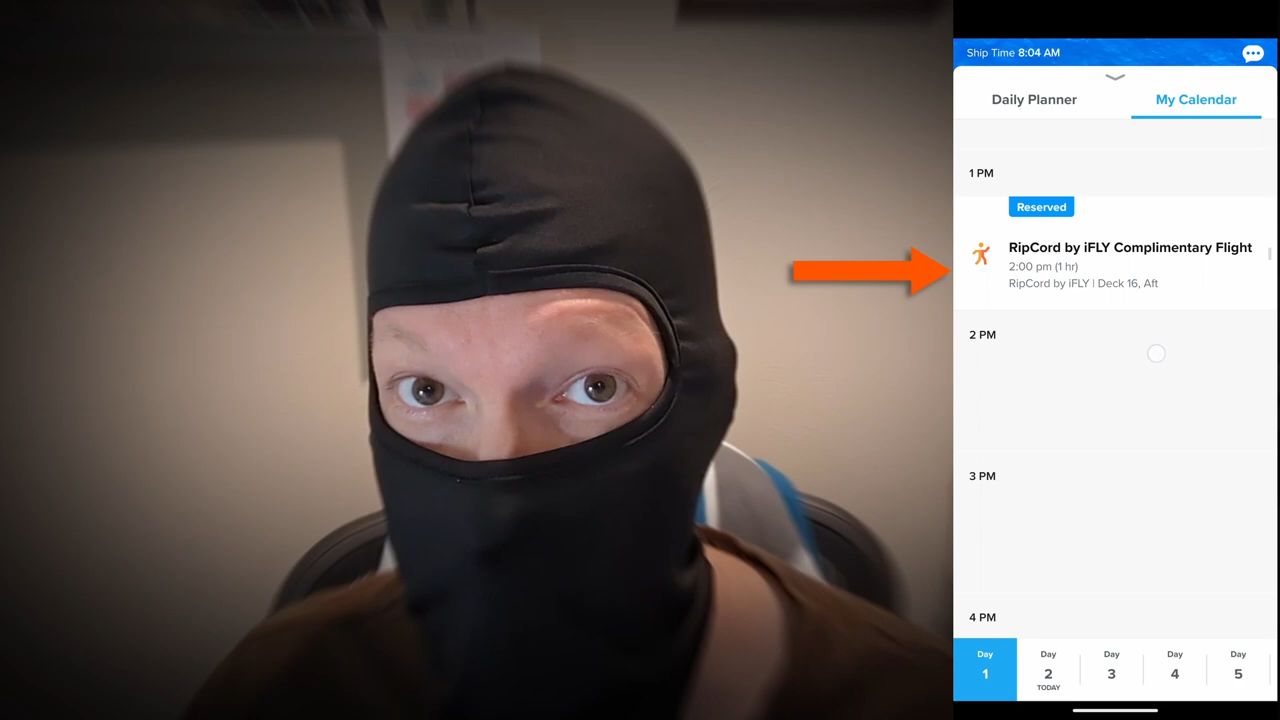 Ship Time 8:04 AM
Daily Planner
My Calendar
1 PM
Reserved
RipCord by iFLY Complimentary Flight
2:00 pm (1 hr)
RipCord by iFLY | Deck 16, Aft
2 PM
3 PM
4 PM
Day Day Day Day Day
1 2 3 4 5
TODAY